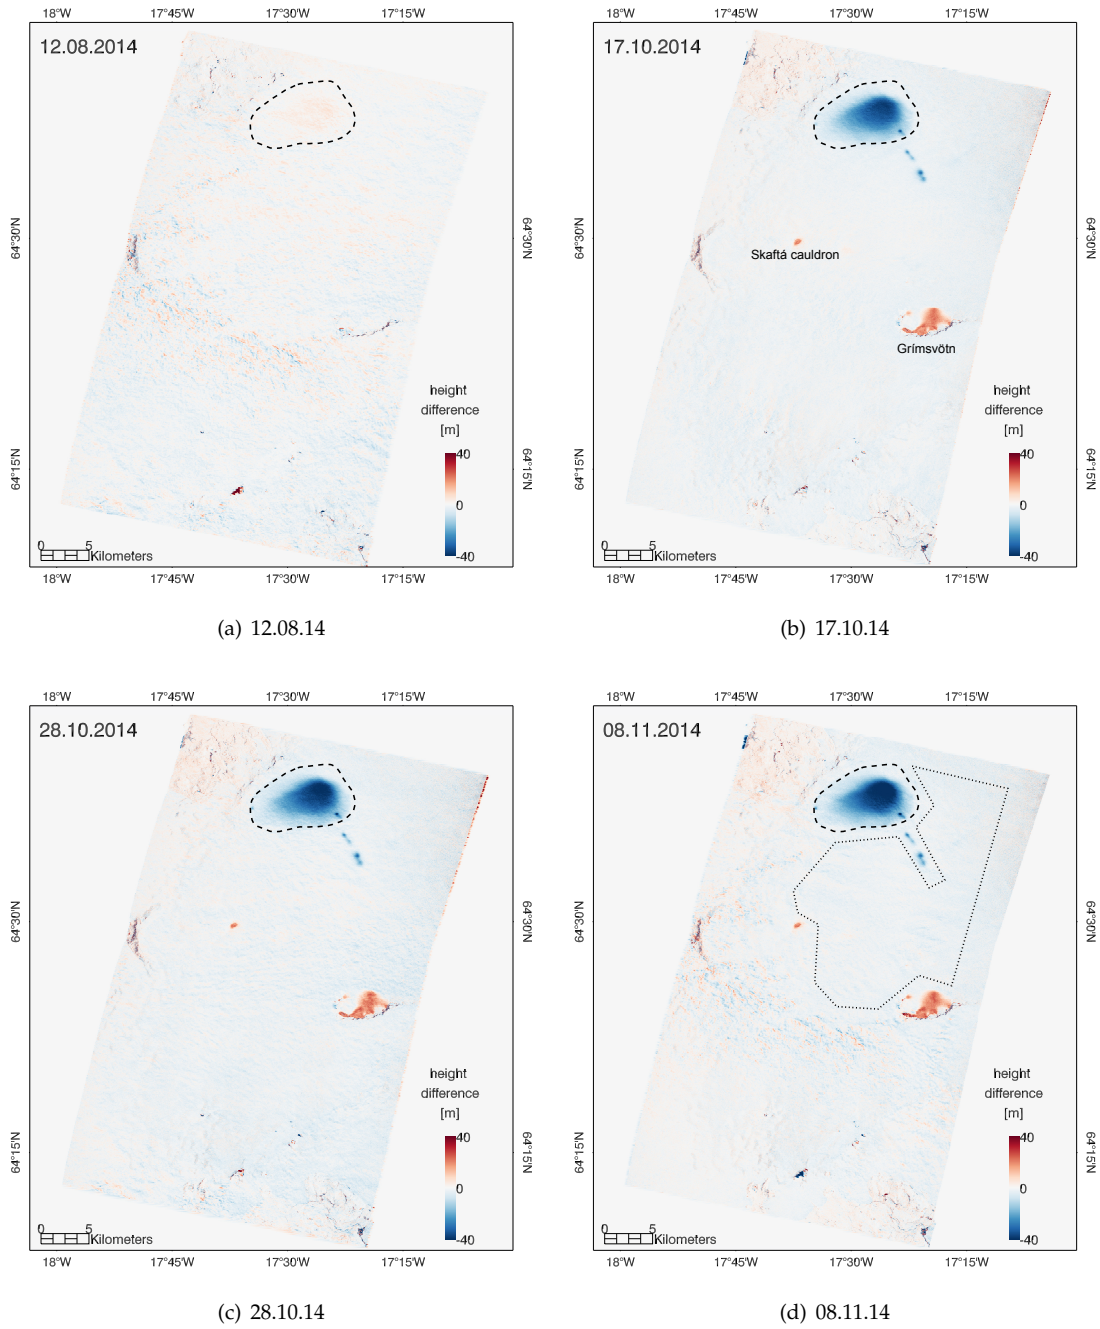 18°W 17°45'W 17°30'W 17°15'W
12.08.2014
64°30'N 64°30'N
height
difference
[m]
40
64°15'N 64°15'N
0
0 5
Kilometers
-40
18°W 17°45'W 17°30'W 17°15'W
(a) 12.08.14
18°W 17°45'W 17°30'W 17°15'W
17.10.2014
64°30'N 64°30'N
Skaftá cauldron
Grímsvötn
height
difference
[m]
40
64°15'N 64°15'N
0
0 5
Kilometers
-40
18°W 17°45'W 17°30'W 17°15'W
(b) 17.10.14
18°W 17°45'W 17°30'W 17°15'W
28.10.2014
64°30'N 64°30'N
height
difference
[m]
40
64°15'N 64°15'N
0
0 5
Kilometers
-40
18°W 17°45'W 17°30'W 17°15'W
(c) 28.10.14
18°W 17°45'W 17°30'W 17°15'W
08.11.2014
64°30'N 64°30'N
height
difference
[m]
40
64°15'N 64°15'N
0
0 5
Kilometers
-40
18°W 17°45'W 17°30'W 17°15'W
(d) 08.11.14